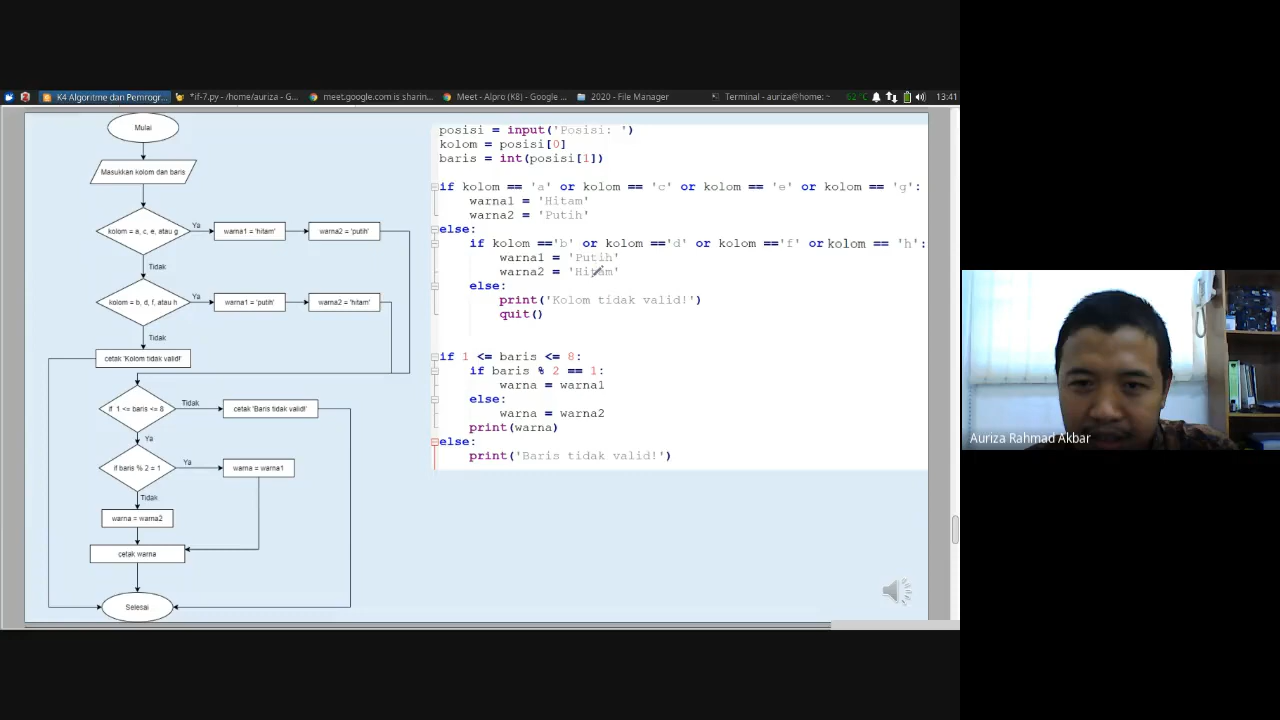 K4 Algoritme dan Pemrogr...
*if-7.py - /home/auriza - G...
meet.google.com is sharin...
Meet - Alpro (K8) - Google ...
2020 - File Manager
Terminal - auriza@home: ~
62°C
13:41
Mulai
Masukkan kolom dan baris
kolom = a, c, e, atau g
Ya
warna1 = 'hitam'
warna2 = 'putih'
Tidak
kolom = b, d, f, atau h
Ya
warna1 = 'putih'
warna2 = 'hitam'
Tidak
cetak 'Kolom tidak valid!'
if 1 <= baris <= 8
Tidak
cetak 'Baris tidak valid!'
Ya
if baris % 2 = 1
Ya
warna = warna1
Tidak
warna = warna2
cetak warna
Selesai
posisi = input('Posisi: ')
kolom = posisi[0]
baris = int(posisi[1])
if kolom == 'a' or kolom == 'c' or kolom == 'e' or kolom == 'g':
warna1 = 'Hitam'
warna2 = 'Putih'
else:
if kolom =='b' or kolom =='d' or kolom =='f' or kolom == 'h':
warna1 = 'Putih'
warna2 = 'Hitam'
else:
print('Kolom tidak valid!')
quit()
if 1 <= baris <= 8:
if baris % 2 == 1:
warna = warna1
else:
warna = warna2
print(warna)
else:
print('Baris tidak valid!')
Auriza Rahmad Akbar